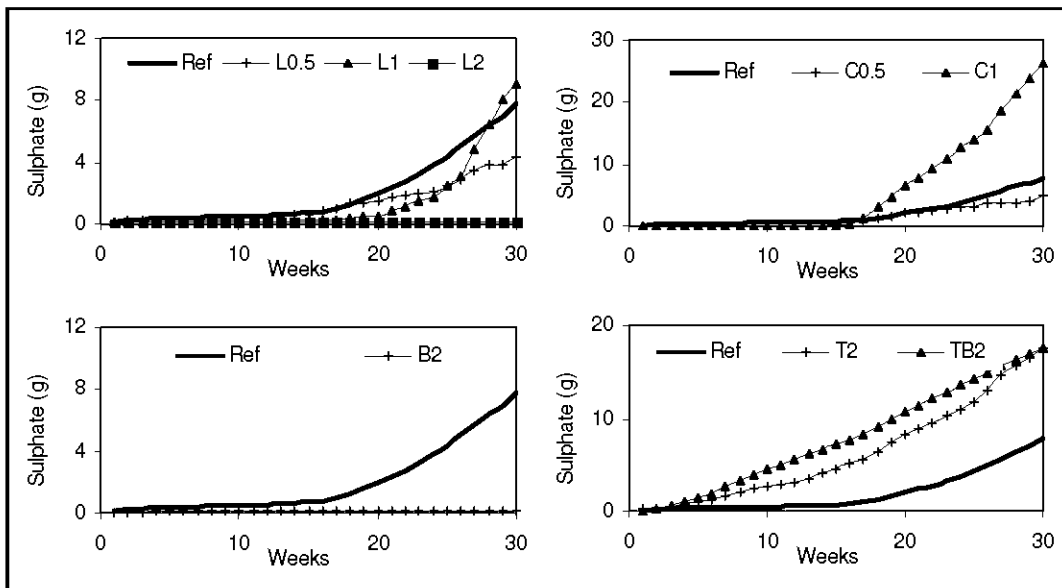 12
8
4
0
Sulphate (g)
Ref L0.5 L1 L2
0 10 20 30
Weeks
30
20
10
0
Sulphate (g)
Ref C0.5 C1
0 10 20 30
Weeks
12
8
4
0
Sulphate (g)
Ref B2
0 10 20 30
Weeks
20
10
0
Sulphate (g)
Ref T2 TB2
0 10 20 30
Weeks